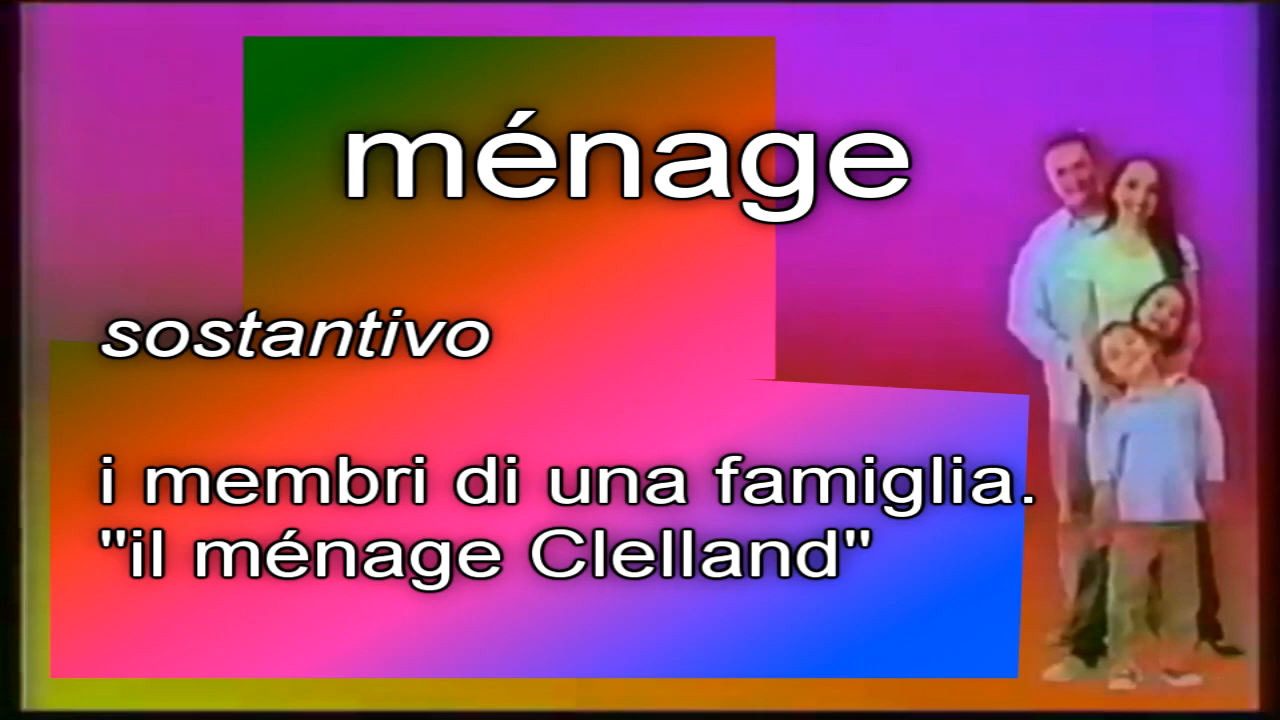 ménage
sostantivo
i membri di una famiglia.
"il ménage Clelland"